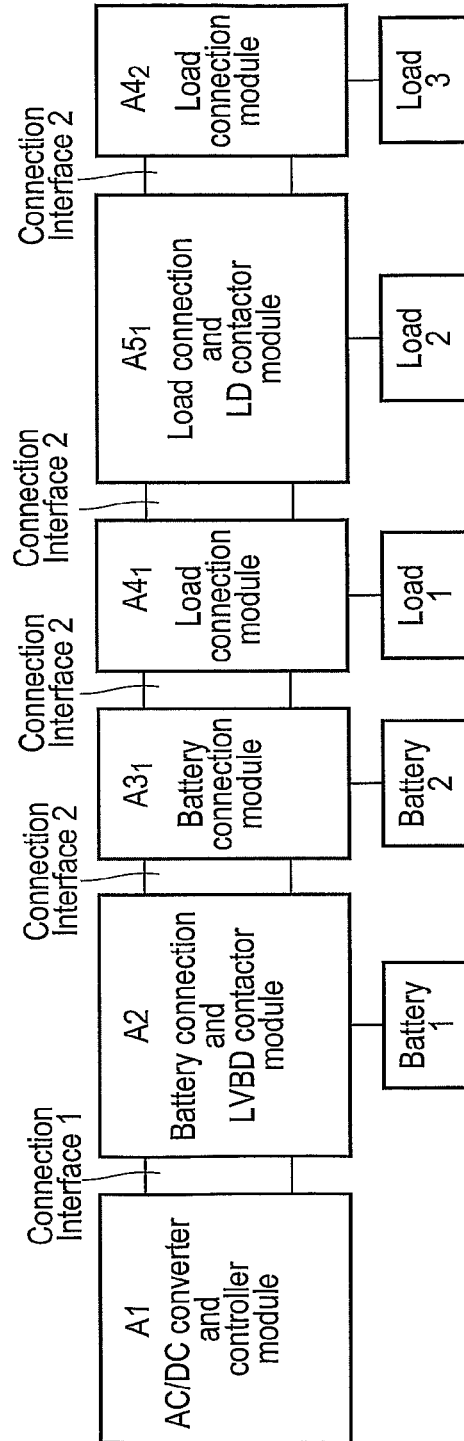 Connection
Interface 1
Connection
Interface 2
Connection
Interface 2
Connection
Interface 2
Connection
Interface 2
A1
AC/DC converter
and
controller
module
A2
Battery connection
and
LVBD contactor
module
A31
Battery
connection
module
A41
Load
connection
module
A51
Load connection
and
LD contactor
module
A42
Load
connection
module
Battery
1
Battery
2
Load
1
Load
2
Load
3